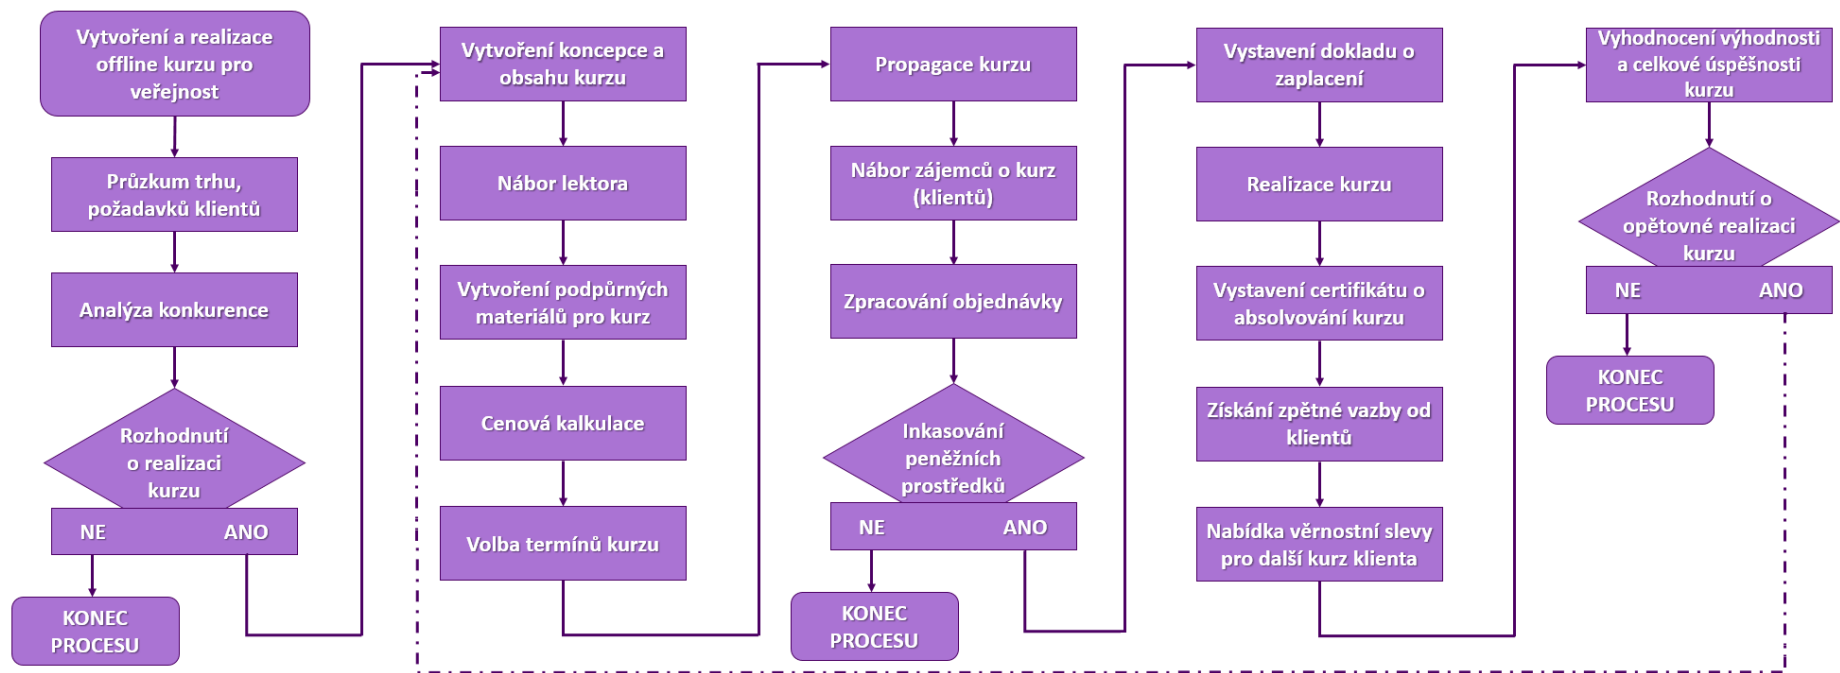 Vytvoření a realizace
offline kurzu pro
veřejnost
Průzkum trhu,
požadavků klientů
Analýza konkurence
Rozhodnutí
o realizaci
kurzu
NE ANO
KONEC
PROCESU
Vytvoření koncepce a
obsahu kurzu
Nábor lektora
Vytvoření podpůrných
materiálů pro kurz
Cenová kalkulace
Volba termínů kurzu
Propagace kurzu
Nábor zájemců o kurz
(klientů)
Zpracování objednávky
Inkasování
peněžních
prostředků
NE ANO
KONEC
PROCESU
Vystavení dokladu o
zaplacení
Realizace kurzu
Vystavení certifikátu o
absolvování kurzu
Získání zpětné vazby od
klientů
Nabídka věrnostní slevy
pro další kurz klienta
Vyhodnocení výhodnosti
a celkové úspěšnosti
kurzu
Rozhodnutí o
opětovné realizaci
kurzu
NE ANO
KONEC
PROCESU